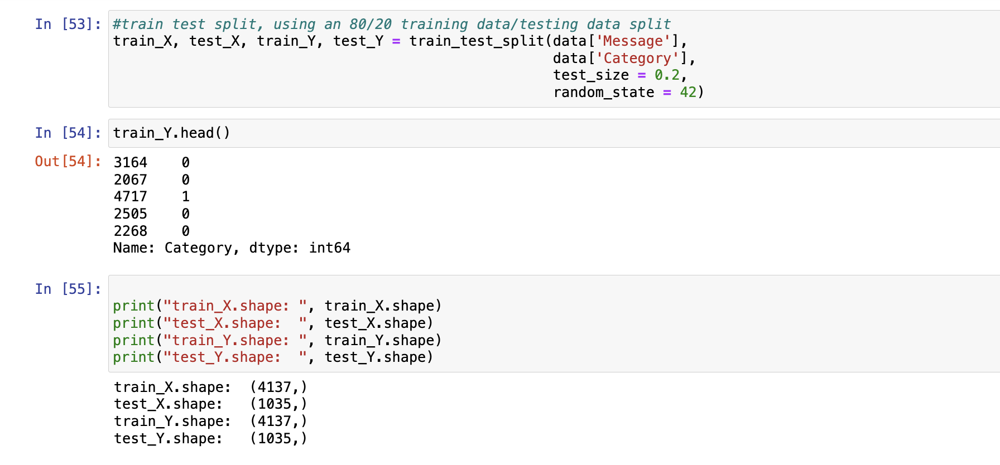 In [53]: #train test split, using an 80/20 training data/testing data split
train_X, test_X, train_Y, test_Y = train_test_split(data['Message'],
data['Category'],
test_size = 0.2,
random_state = 42)
In [54]: train_Y.head()
Out[54]: 3164    0
2067    0
4717    1
2505    0
2268    0
Name: Category, dtype: int64
In [55]:
print("train_X.shape: ", train_X.shape)
print("test_X.shape:  ", test_X.shape)
print("train_Y.shape: ", train_Y.shape)
print("test_Y.shape:  ", test_Y.shape)
train_X.shape:  (4137,)
test_X.shape:   (1035,)
train_Y.shape:  (4137,)
test_Y.shape:   (1035,)